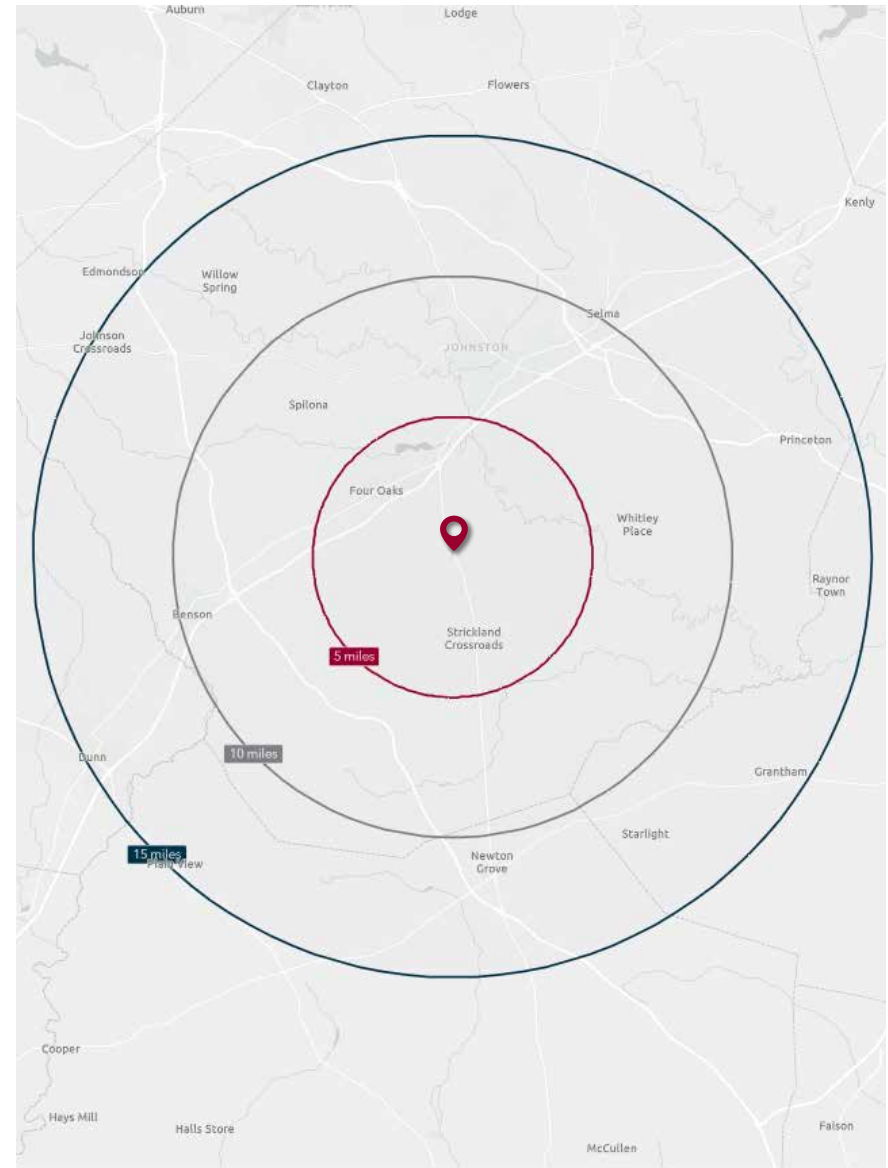 Auburn
Lodge
Clayton
Flowers
Kenly
Edmondson
Willow
Spring
Selma
Johnson
Crossroads
JOHNSTON
Spilona
Princeton
Four Oaks
Whitley
Place
Raynor
Town
Benson
Strickland
Crossroads
5 miles
10 miles
Dunn
Grantham
Starlight
15 miles
Plain View
Newton
Grove
Cooper
Hays Mill
Halls Store
Faison
McCullen